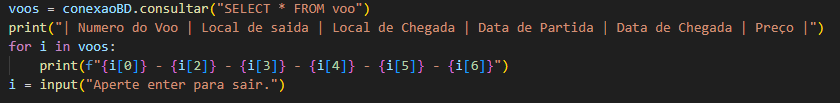 voos = conexaoBD.consultar("SELECT * FROM voo")
print("| Numero do Voo | Local de saida | Local de Chegada | Data de Partida | Data de Chegada | Preço |")
for i in voos:
    print(f"{i[0]} - {i[2]} - {i[3]} - {i[4]} - {i[5]} - {i[6]}")
i = input("Aperte enter para sair.")